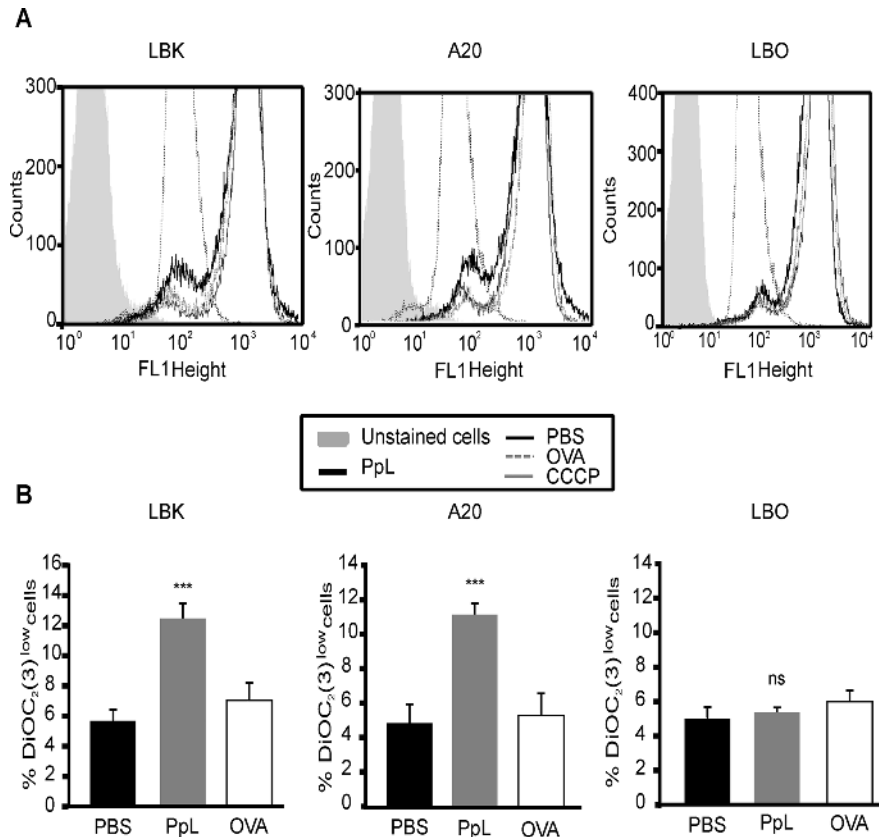 A
LBK
A20
LBO
Counts
300
200
100
0
10^0 10^1 10^2 10^3 10^4
FL1Height
Counts
300
200
100
0
10^0 10^1 10^2 10^3 10^4
FL1Height
Counts
400
300
200
100
0
10^0 10^1 10^2 10^3 10^4
FL1Height
Unstained cells
PpL
PBS
OVA
CCCP
B
LBK
A20
LBO
% DiOC₂(3)^low cells
16
14
12
10
8
6
4
2
0
***
PBS PpL OVA
% DiOC₂(3)^low cells
14
12
10
8
6
4
2
0
***
PBS PpL OVA
% DiOC₂(3)^low cells
14
12
10
8
6
4
2
0
ns
PBS PpL OVA